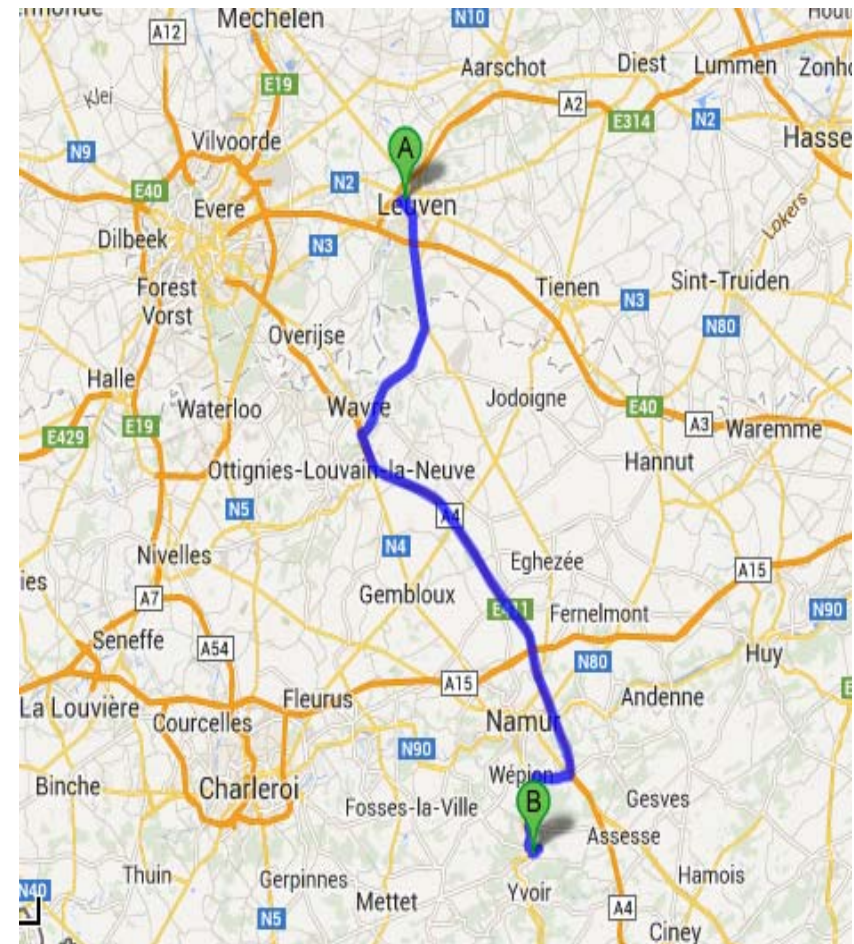 Mechelen
N10
A12
Aarschot
Diest
Lummen
E19
A2
Klei
E314
N2
Vilvoorde
Hasse
N9
A
N2
E40
Evere
Leuven
Dilbeek
N3
Lokers
Forest
Vorst
Tienen
N3
Sint-Truiden
N80
Overijse
Halle
Waterloo
Wavre
Jodoigne
E40
A3
Waremme
E429
E19
Ottignies-Louvain-la-Neuve
Hannut
N5
A4
N4
Nivelles
Eghezée
A15
ies
Gembloux
A7
E411
Fernelmont
N90
Seneffe
A54
N80
Huy
A15
Andenne
La Louvière
Courcelles
Fleurus
Namur
N90
Wépion
Binche
Charleroi
Fosses-la-Ville
B
Gesves
Assesse
Thuin
Gerpinnes
Hamois
N40
Mettet
Yvoir
N5
A4
Ciney